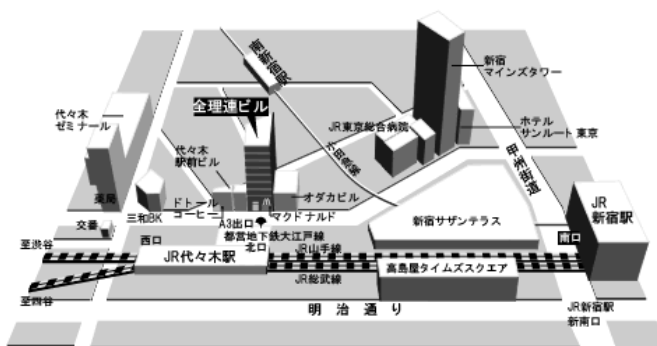 南新宿駅
新宿
マインズタワー
全理連ビル
代々木
ゼミナール
JR東京総合病院
ホテル
サンルート 東京
小田急線
甲州街道
代々木
駅前ビル
薬局
オダカビル
JR
新宿駅
三和BK
ドトール
コーヒー
マクドナルド
A3出口
新宿サザンテラス
交番
都営地下鉄大江戸線
西口
北口
南口
至渋谷
JR代々木駅
JR山手線
高島屋タイムズスクエア
JR総武線
至四谷
明治通り
JR新宿駅
新南口